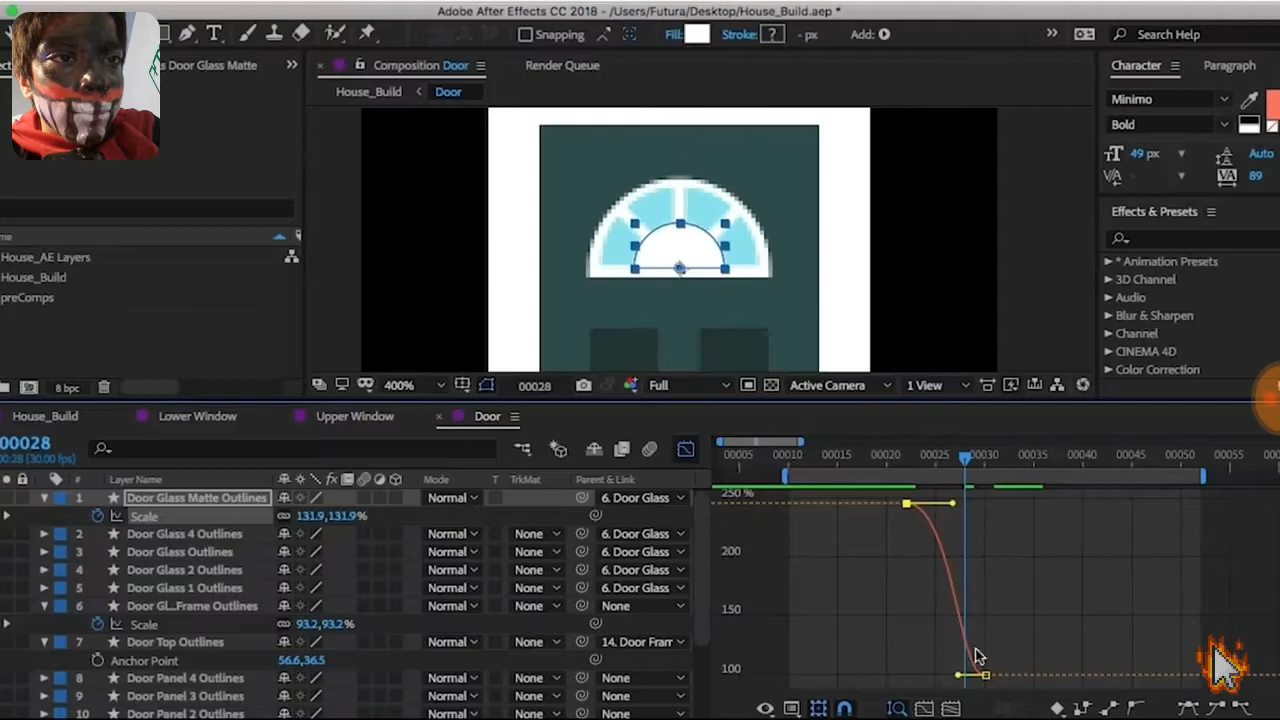 Adobe After Effects CC 2018 - /Users/Futura/Desktop/House_Build.aep *
Snapping Fill: Stroke: ? - px Add: Search Help
s Door Glass Matte Composition Door Render Queue Character Paragraph
House_Build Door
Minimo
Bold
49 px Auto
89
Effects & Presets
me
House_AE Layers
House_Build
preComps
* Animation Presets
3D Channel
Audio
Blur & Sharpen
Channel
CINEMA 4D
Color Correction
8 bpc 400% 00028 Full Active Camera 1 View
House_Build Lower Window Upper Window Door
00028
0:28 (30.00 fps)
00005 00010 00015 00020 00025 00030 00035 00040 00045 00050 00055
# Layer Name Mode T TrkMat Parent & Link
1 Door Glass Matte Outlines Normal 6. Door Glass
Scale 131.9,131.9%
2 Door Glass 4 Outlines Normal None 6. Door Glass
3 Door Glass Outlines Normal None 6. Door Glass
4 Door Glass 2 Outlines Normal None 6. Door Glass
5 Door Glass 1 Outlines Normal None 6. Door Glass
6 Door Gl...Frame Outlines Normal None None
Scale 93.2,93.2%
7 Door Top Outlines Normal None 14. Door Fram
Anchor Point 56.6,36.5
8 Door Panel 4 Outlines Normal None None
9 Door Panel 3 Outlines Normal None None
10 Door Panel 2 Outlines Normal None None
250 %
200
150
100